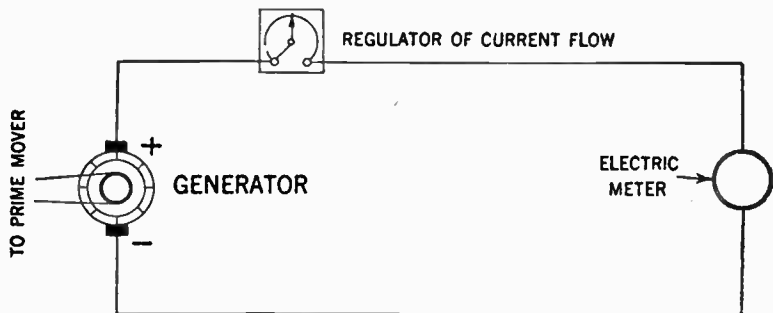 REGULATOR OF CURRENT FLOW
TO PRIME MOVER
+
GENERATOR
−
ELECTRIC
METER